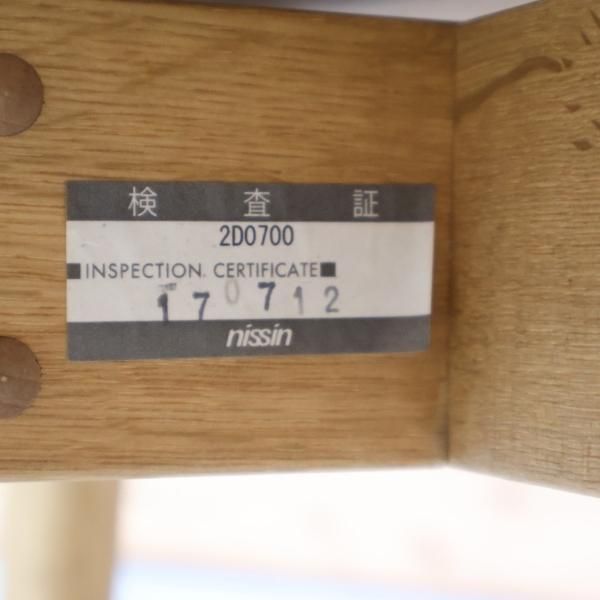 検 査 証
2D0700
■INSPECTION CERTIFICATE■
170712
nissin